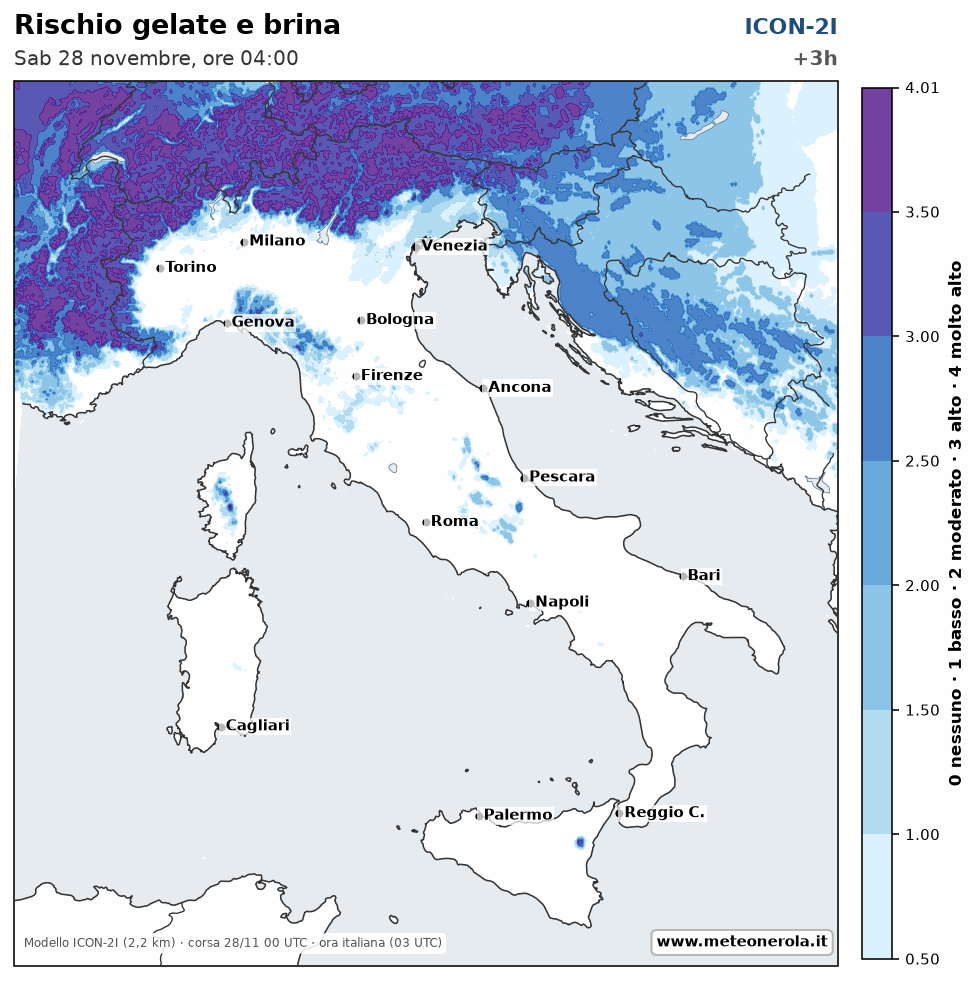 Rischio gelate e brina
ICON-2I
Sab 28 novembre, ore 04:00
+3h
4.01
3.50
3.00
2.50
2.00
1.50
1.00
0.50
0 nessuno · 1 basso · 2 moderato · 3 alto · 4 molto alto
Milano
Venezia
Torino
Genova
Bologna
Firenze
Ancona
Pescara
Roma
Bari
Napoli
Cagliari
Palermo
Reggio C.
Modello ICON-2I (2,2 km) · corsa 28/11 00 UTC · ora italiana (03 UTC)
www.meteonerola.it